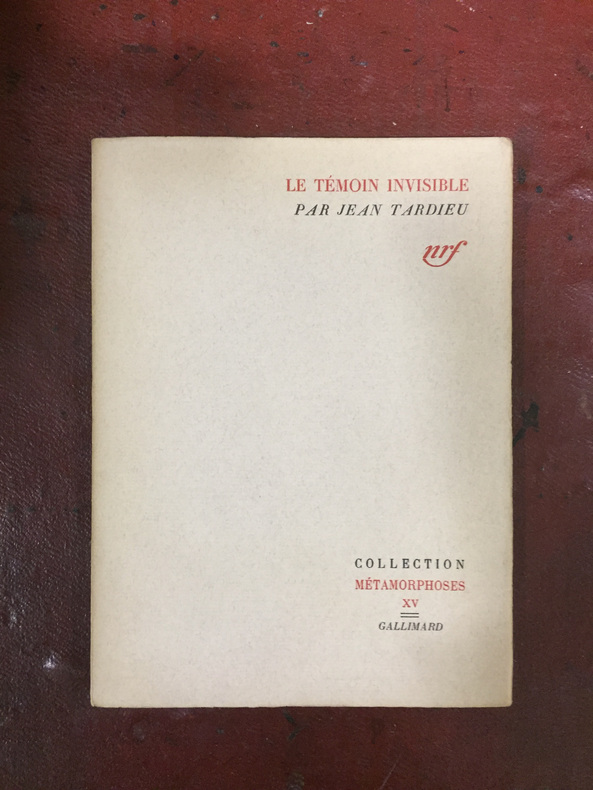 LE TÉMOIN INVISIBLE
PAR JEAN TARDIEU
nrf
COLLECTION
MÉTAMORPHOSES
XV
GALLIMARD